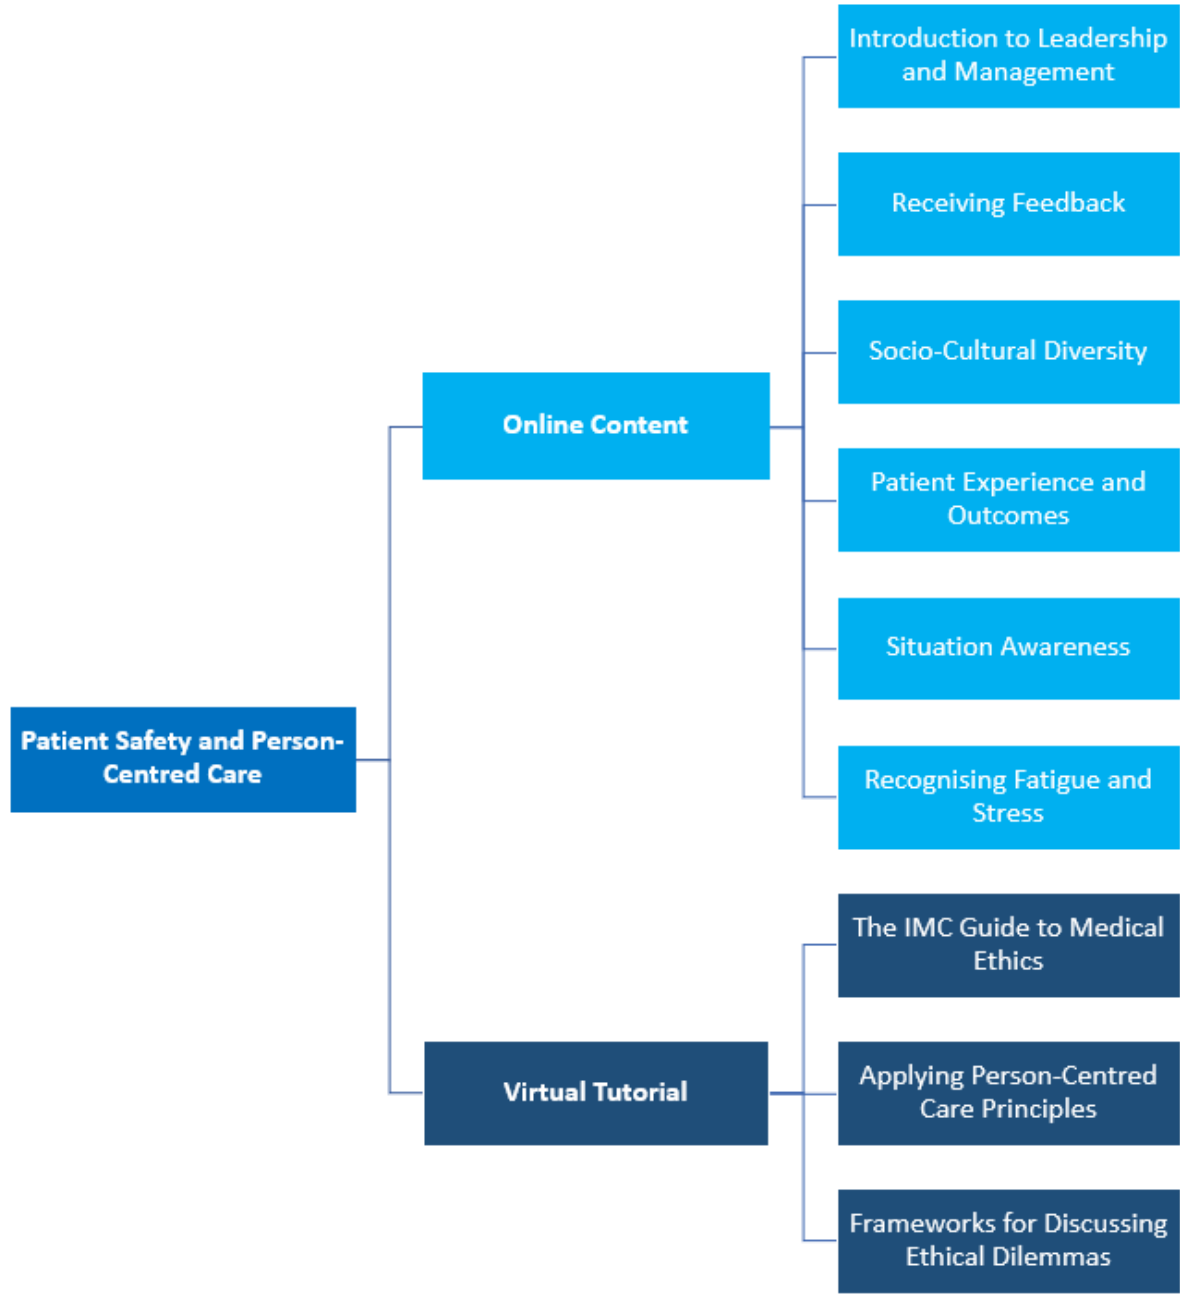 Introduction to Leadership
and Management
Receiving Feedback
Socio-Cultural Diversity
Online Content
Patient Experience and
Outcomes
Situation Awareness
Patient Safety and Person-
Centred Care
Recognising Fatigue and
Stress
The IMC Guide to Medical
Ethics
Virtual Tutorial
Applying Person-Centred
Care Principles
Frameworks for Discussing
Ethical Dilemmas